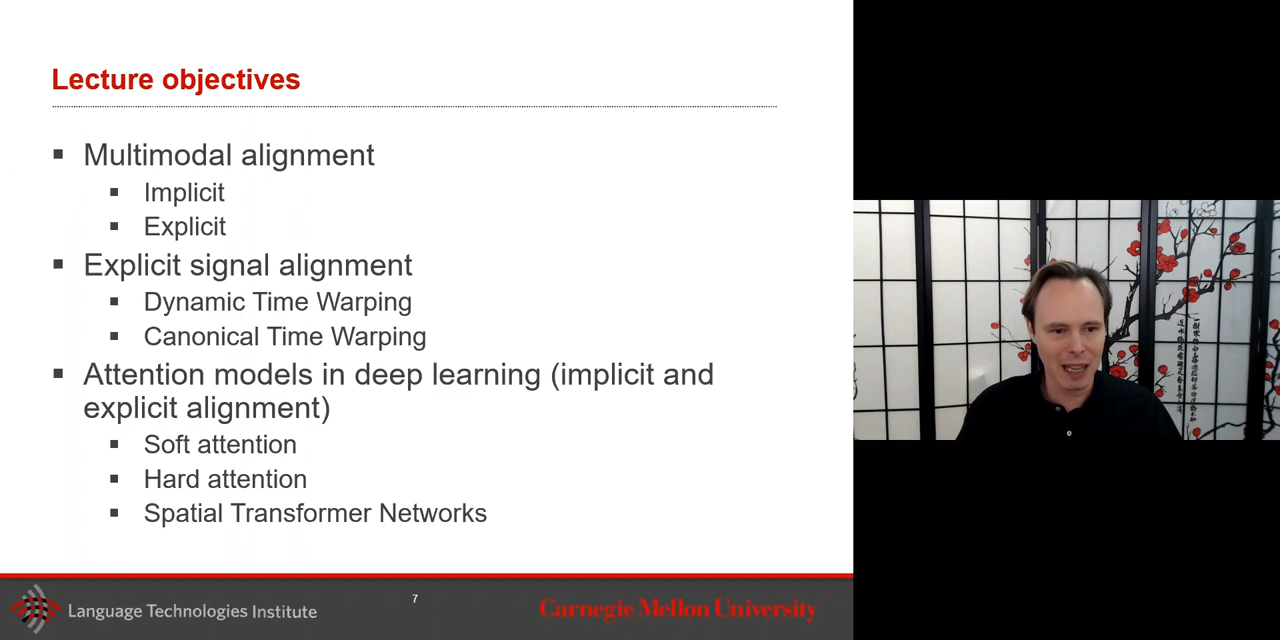 Lecture objectives
▪ Multimodal alignment
▪ Implicit
▪ Explicit
▪ Explicit signal alignment
▪ Dynamic Time Warping
▪ Canonical Time Warping
▪ Attention models in deep learning (implicit and
explicit alignment)
▪ Soft attention
▪ Hard attention
▪ Spatial Transformer Networks
Language Technologies Institute
7
Carnegie Mellon University